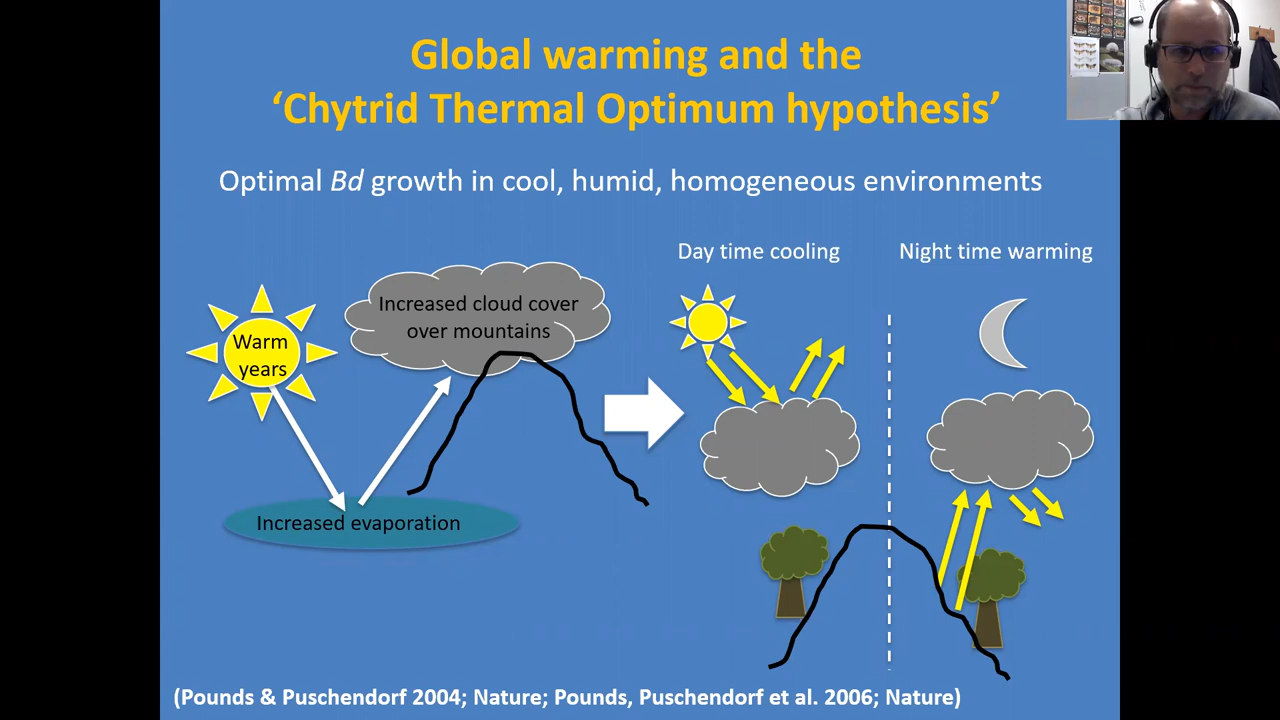 Global warming and the
‘Chytrid Thermal Optimum hypothesis’
Optimal Bd growth in cool, humid, homogeneous environments
Day time cooling
Night time warming
Increased cloud cover
over mountains
Warm
years
Increased evaporation
(Pounds & Puschendorf 2004; Nature; Pounds, Puschendorf et al. 2006; Nature)